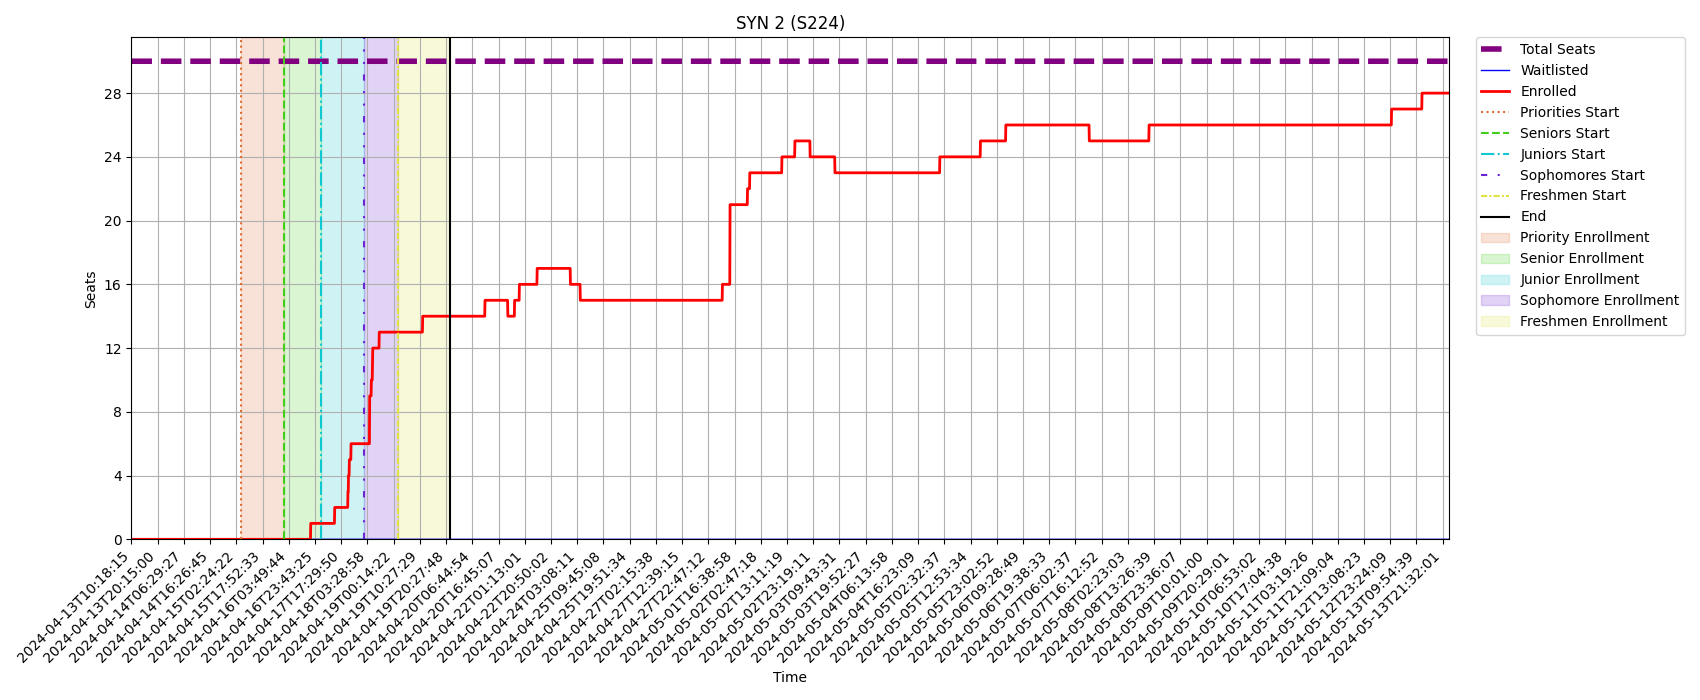 SYN 2 (S224)
Seats
28
24
20
16
12
8
4
0
2024-04-13T10:18:15
2024-04-13T20:15:00
2024-04-14T06:29:27
2024-04-14T16:26:45
2024-04-15T02:24:22
2024-04-15T17:52:33
2024-04-16T03:49:44
2024-04-16T23:43:25
2024-04-17T17:29:50
2024-04-18T03:28:58
2024-04-19T00:14:22
2024-04-19T10:27:29
2024-04-19T20:27:48
2024-04-20T06:44:54
2024-04-20T16:45:07
2024-04-22T01:13:01
2024-04-22T20:50:02
2024-04-24T03:08:11
2024-04-25T09:45:08
2024-04-25T19:51:34
2024-04-27T02:15:38
2024-04-27T12:39:15
2024-04-27T22:47:12
2024-05-01T16:38:58
2024-05-02T02:47:18
2024-05-02T13:11:19
2024-05-02T23:19:11
2024-05-03T09:43:31
2024-05-03T19:52:27
2024-05-04T06:13:58
2024-05-04T16:23:09
2024-05-05T02:32:37
2024-05-05T12:53:34
2024-05-05T23:02:52
2024-05-06T09:28:49
2024-05-06T19:38:33
2024-05-07T06:02:37
2024-05-07T16:12:52
2024-05-08T02:23:03
2024-05-08T13:26:39
2024-05-08T23:36:07
2024-05-09T10:01:00
2024-05-09T20:29:01
2024-05-10T06:53:02
2024-05-10T17:04:38
2024-05-11T03:19:26
2024-05-11T21:09:04
2024-05-12T13:08:23
2024-05-12T23:24:09
2024-05-13T09:54:39
2024-05-13T21:32:01
Time
Total Seats
Waitlisted
Enrolled
Priorities Start
Seniors Start
Juniors Start
Sophomores Start
Freshmen Start
End
Priority Enrollment
Senior Enrollment
Junior Enrollment
Sophomore Enrollment
Freshmen Enrollment